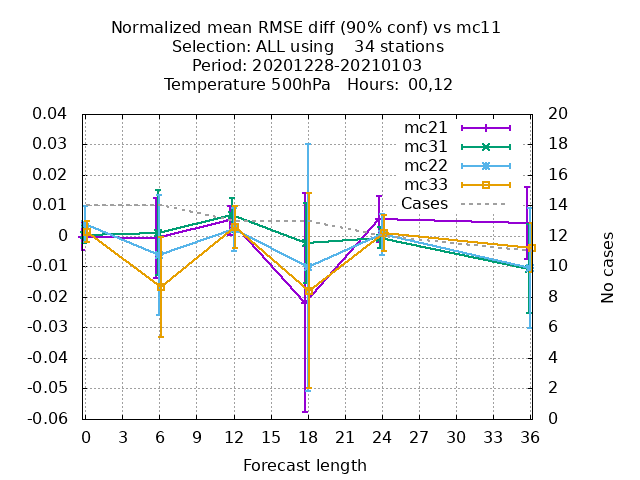 Normalized mean RMSE diff (90% conf) vs mc11
Selection: ALL using    34 stations
Period: 20201228-20210103
Temperature 500hPa   Hours:  00,12
0.04
0.03
0.02
0.01
0
-0.01
-0.02
-0.03
-0.04
-0.05
-0.06
20
18
16
14
12
10
8
6
4
2
0
mc21
mc31
mc22
mc33
Cases
No cases
0 3 6 9 12 15 18 21 24 27 30 33 36
Forecast length